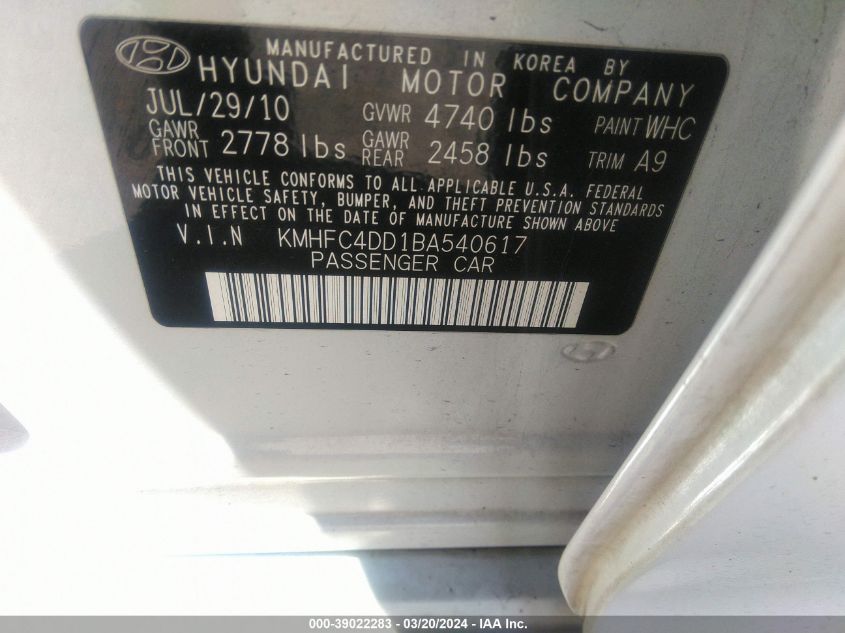 MANUFACTURED IN KOREA BY
HYUNDAI MOTOR COMPANY
JUL/29/10 GVWR 4740 lbs PAINT WHC
GAWR FRONT 2778 lbs GAWR REAR 2458 lbs TRIM A9
THIS VEHICLE CONFORMS TO ALL APPLICABLE U.S.A. FEDERAL
MOTOR VEHICLE SAFETY, BUMPER, AND THEFT PREVENTION STANDARDS
IN EFFECT ON THE DATE OF MANUFACTURE SHOWN ABOVE
V.I.N KMHFC4DD1BA540617
PASSENGER CAR
000-39022283 - 03/20/2024 - IAA Inc.